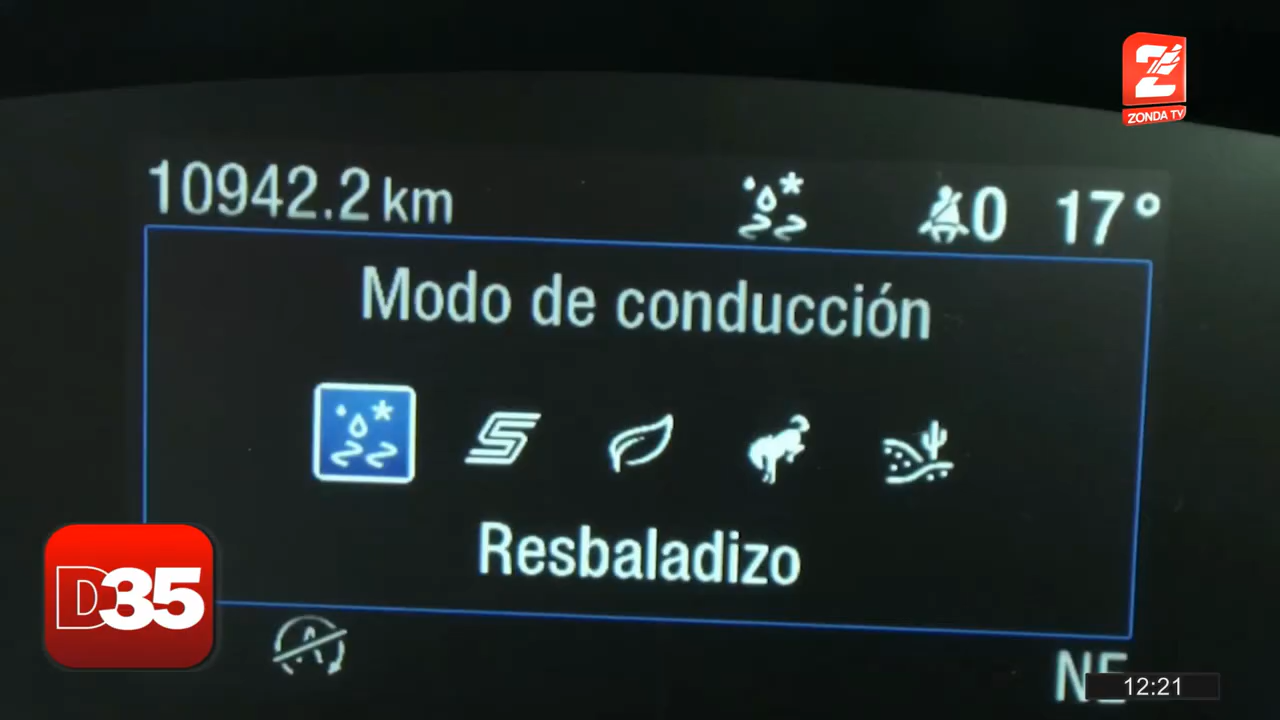 ZONDA TV
10942.2 km
0
17°
Modo de conducción
Resbaladizo
A
D35
NE
12:21